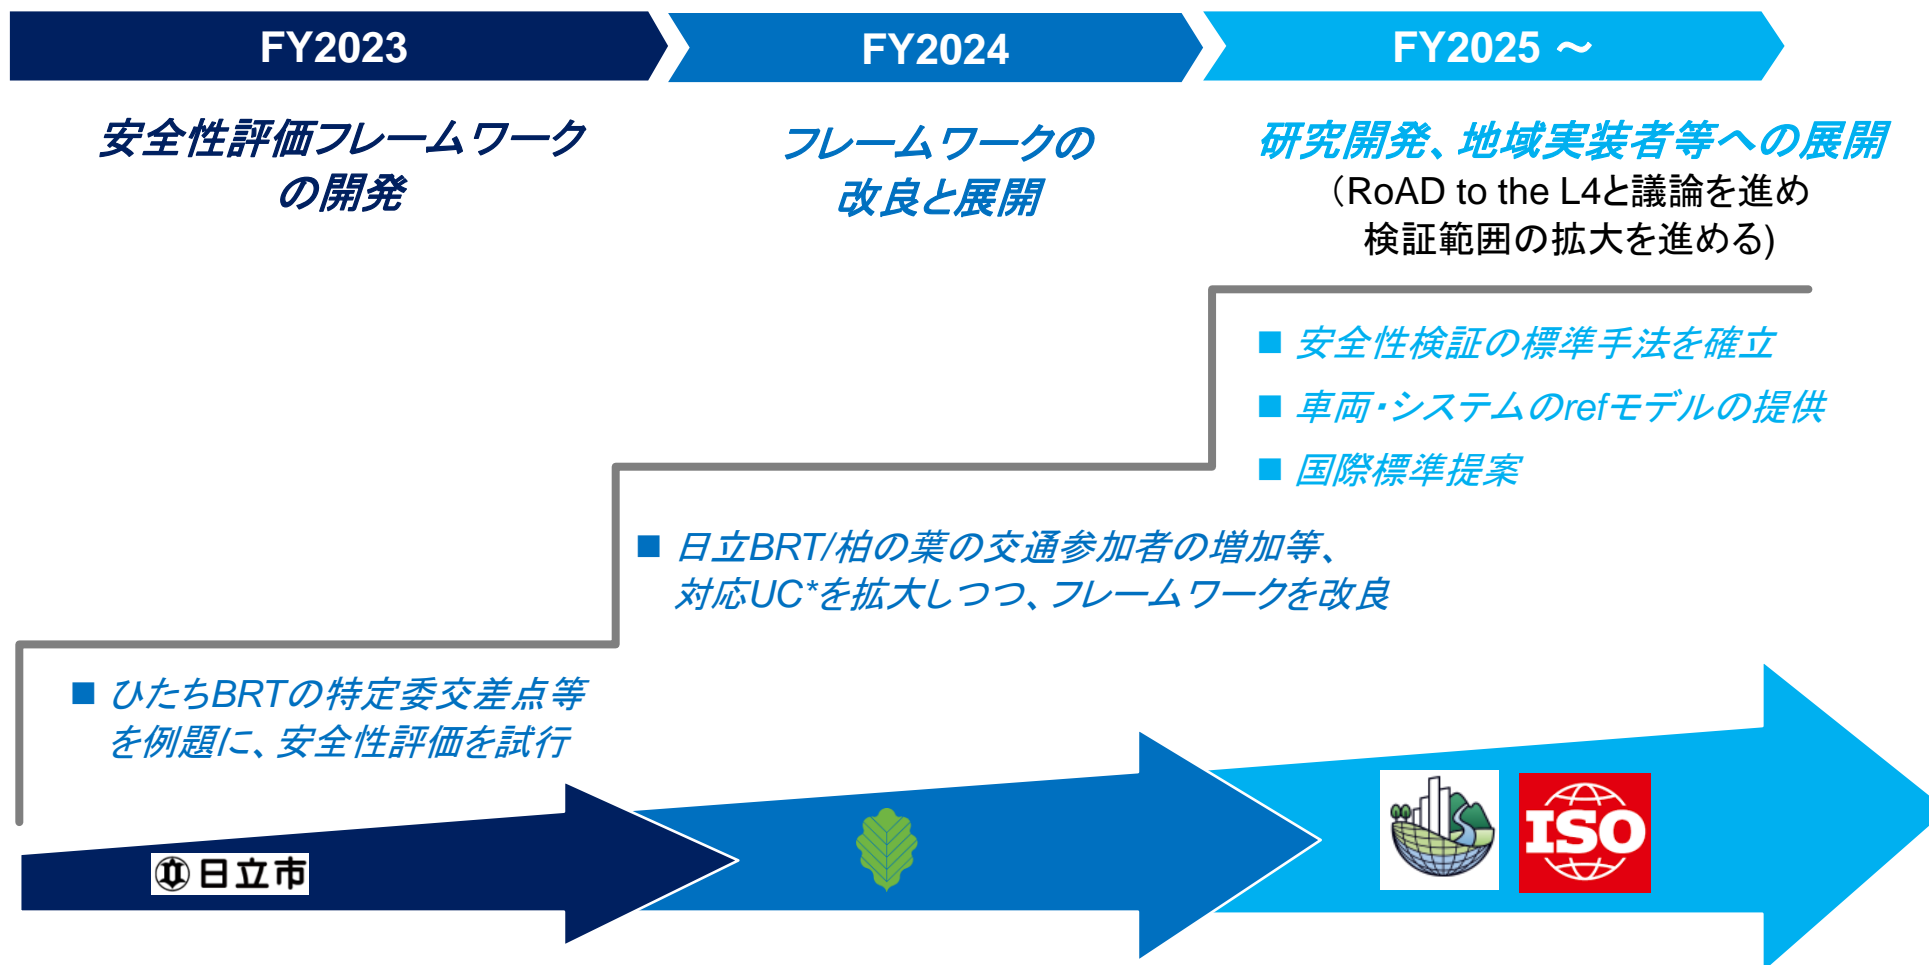 FY2023
FY2024
FY2025 ～
安全性評価フレームワーク
の開発
フレームワークの
改良と展開
研究開発、地域実装者等への展開
（RoAD to the L4と議論を進め
検証範囲の拡大を進める)
■ 安全性検証の標準手法を確立
■ 車両・システムのrefモデルの提供
■ 国際標準提案
■ 日立BRT/柏の葉の交通参加者の増加等、
対応UC*を拡大しつつ、フレームワークを改良
■ ひたちBRTの特定委交差点等
を例題に、安全性評価を試行
日立市
ISO